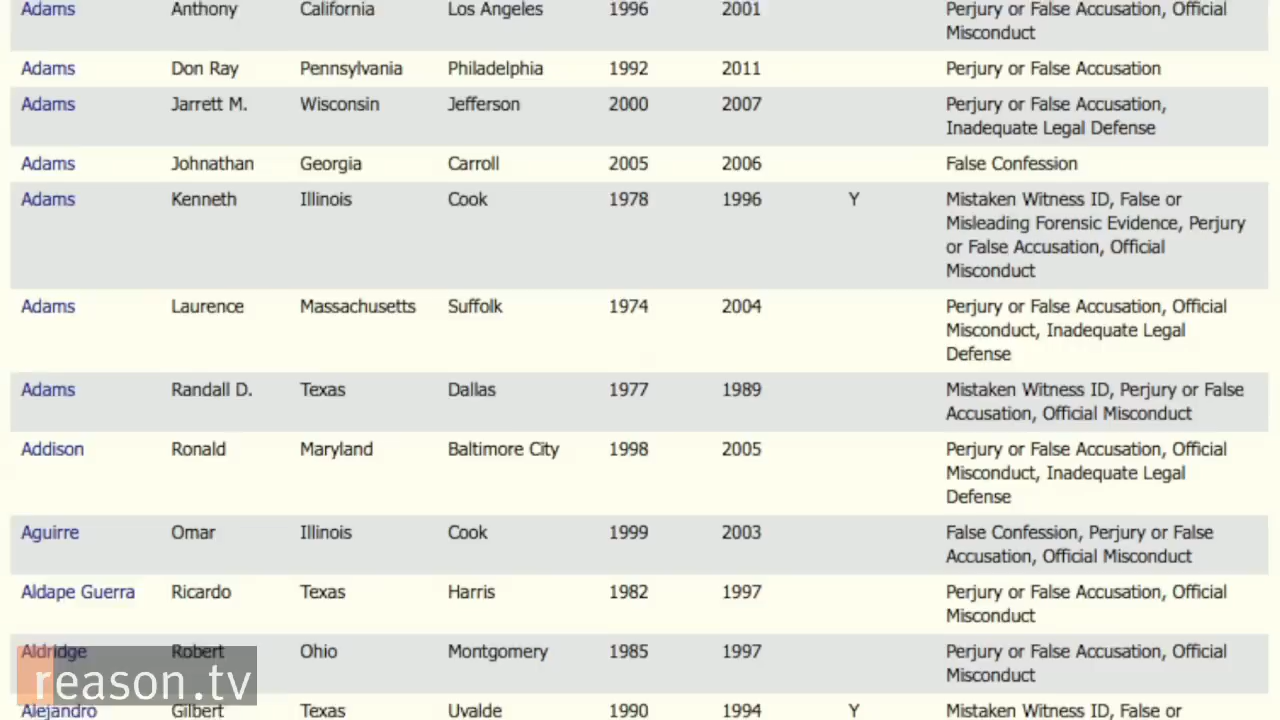 Adams Anthony California Los Angeles 1996 2001 Perjury or False Accusation, Official
Misconduct
Adams Don Ray Pennsylvania Philadelphia 1992 2011 Perjury or False Accusation
Adams Jarrett M. Wisconsin Jefferson 2000 2007 Perjury or False Accusation,
Inadequate Legal Defense
Adams Johnathan Georgia Carroll 2005 2006 False Confession
Adams Kenneth Illinois Cook 1978 1996 Y Mistaken Witness ID, False or
Misleading Forensic Evidence, Perjury
or False Accusation, Official
Misconduct
Adams Laurence Massachusetts Suffolk 1974 2004 Perjury or False Accusation, Official
Misconduct, Inadequate Legal
Defense
Adams Randall D. Texas Dallas 1977 1989 Mistaken Witness ID, Perjury or False
Accusation, Official Misconduct
Addison Ronald Maryland Baltimore City 1998 2005 Perjury or False Accusation, Official
Misconduct, Inadequate Legal
Defense
Aguirre Omar Illinois Cook 1999 2003 False Confession, Perjury or False
Accusation, Official Misconduct
Aldape Guerra Ricardo Texas Harris 1982 1997 Perjury or False Accusation, Official
Misconduct
Aldridge Robert Ohio Montgomery 1985 1997 Perjury or False Accusation, Official
Misconduct
reason.tv
Alejandro Gilbert Texas Uvalde 1990 1994 Y Mistaken Witness ID, False or